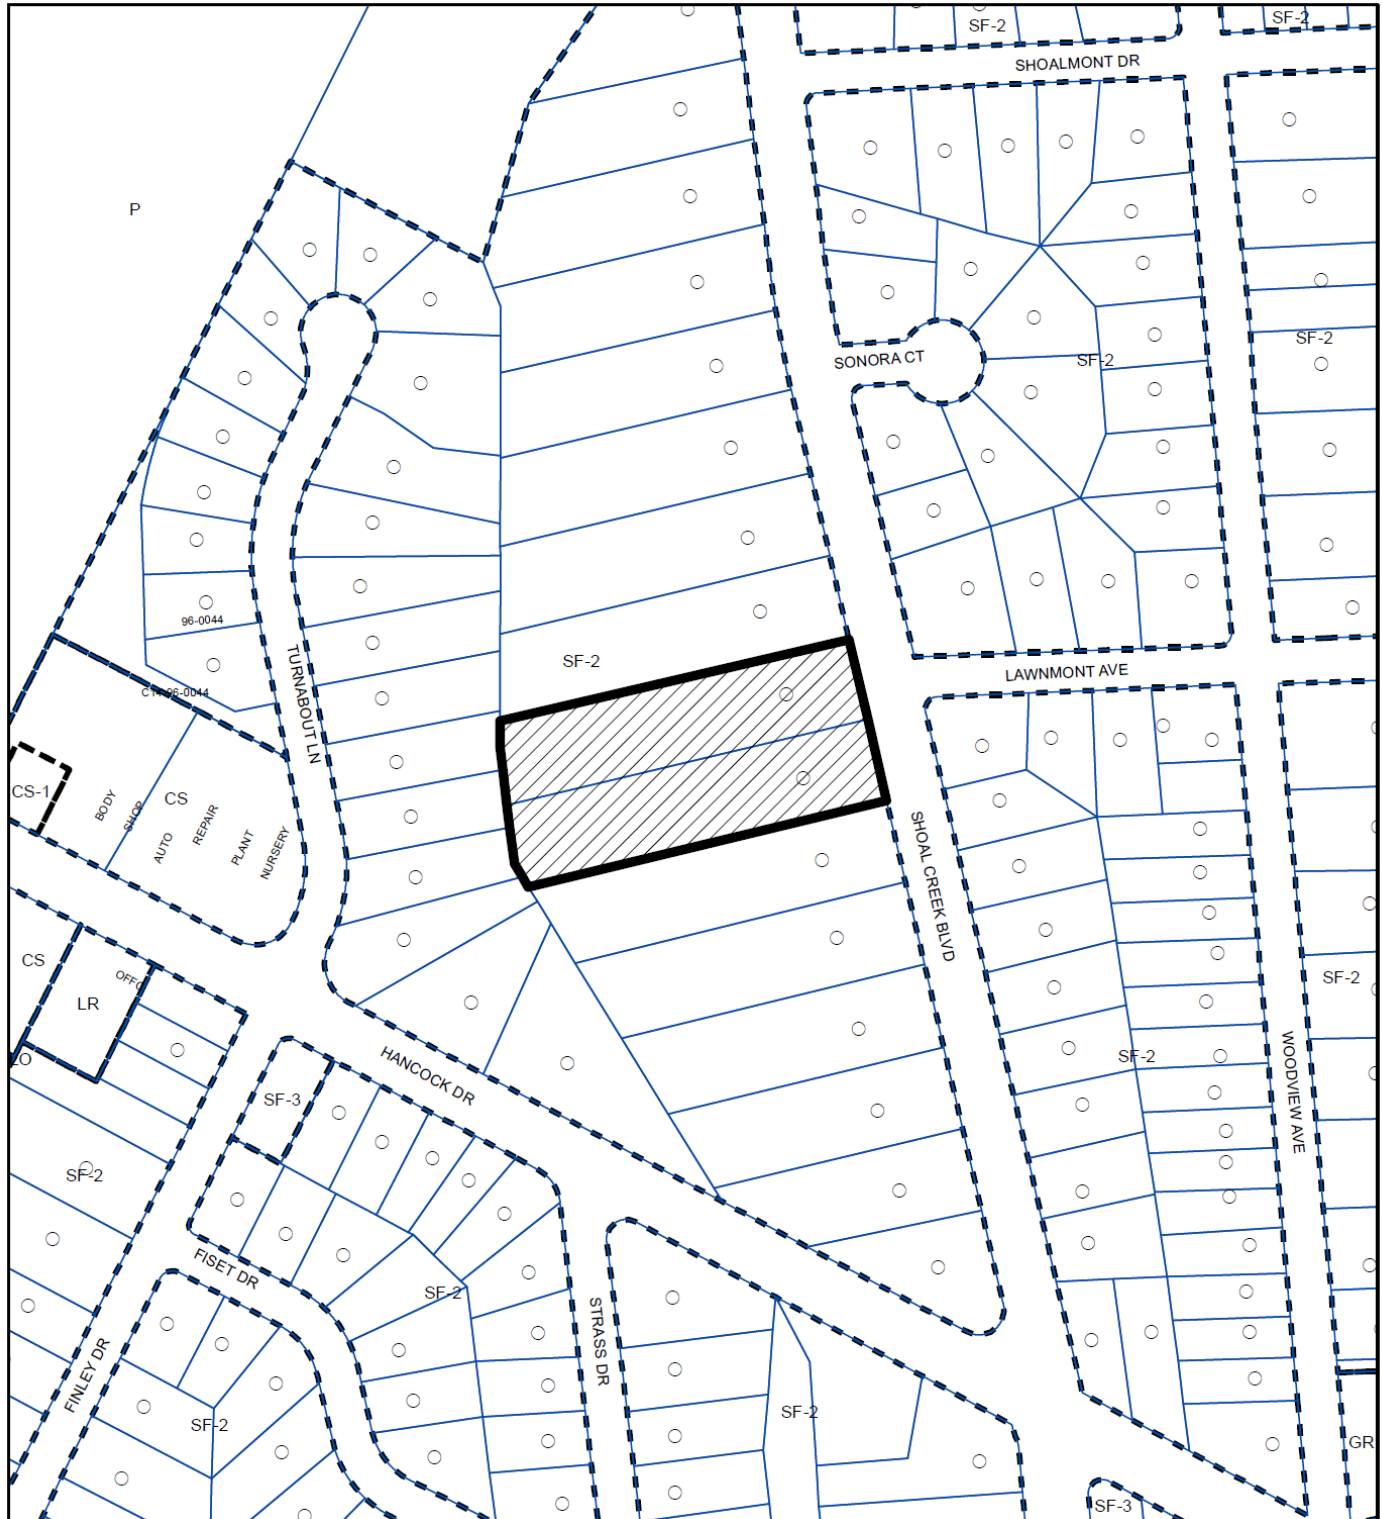 SF-2
SF-2
SHOALMONT DR
P
SF-2
SONORA CT
SF-2
96-0044
SF-2
LAWNMONT AVE
C14-96-0044
TURNABOUT LN
CS-1
BODY
SHOP
CS
AUTO
REPAIR
PLANT
NURSERY
SHOAL CREEK BLVD
CS
OFFC
LR
SF-2
LO
HANCOCK DR
SF-2
WOODVIEW AVE
SF-3
SF-2
FISET DR
SF-2
STRASS DR
FINLEY DR
SF-2
SF-2
GR
SF-3